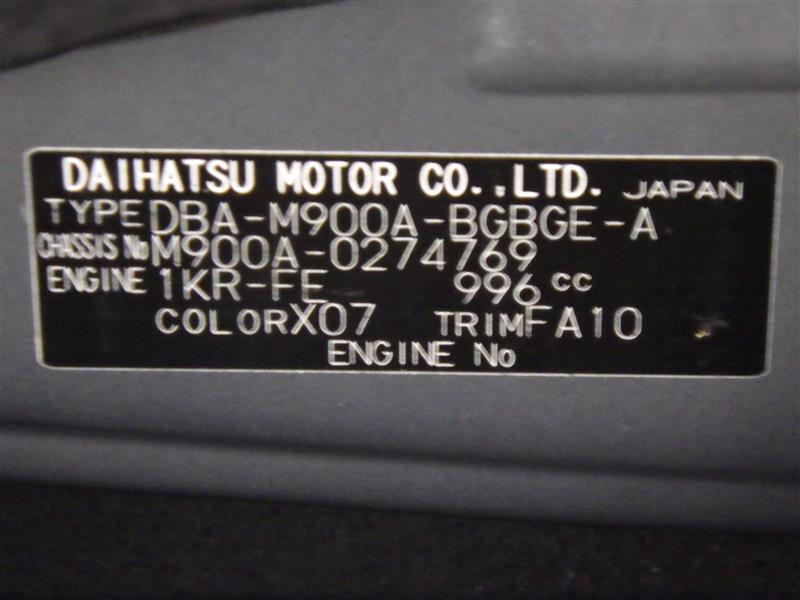 DAIHATSU MOTOR CO.,LTD. JAPAN
TYPE DBA-M900A-BGBGE-A
CHASSIS No M900A-0274769
ENGINE 1KR-FE 996 cc
COLOR X07 TRIM FA10
ENGINE No